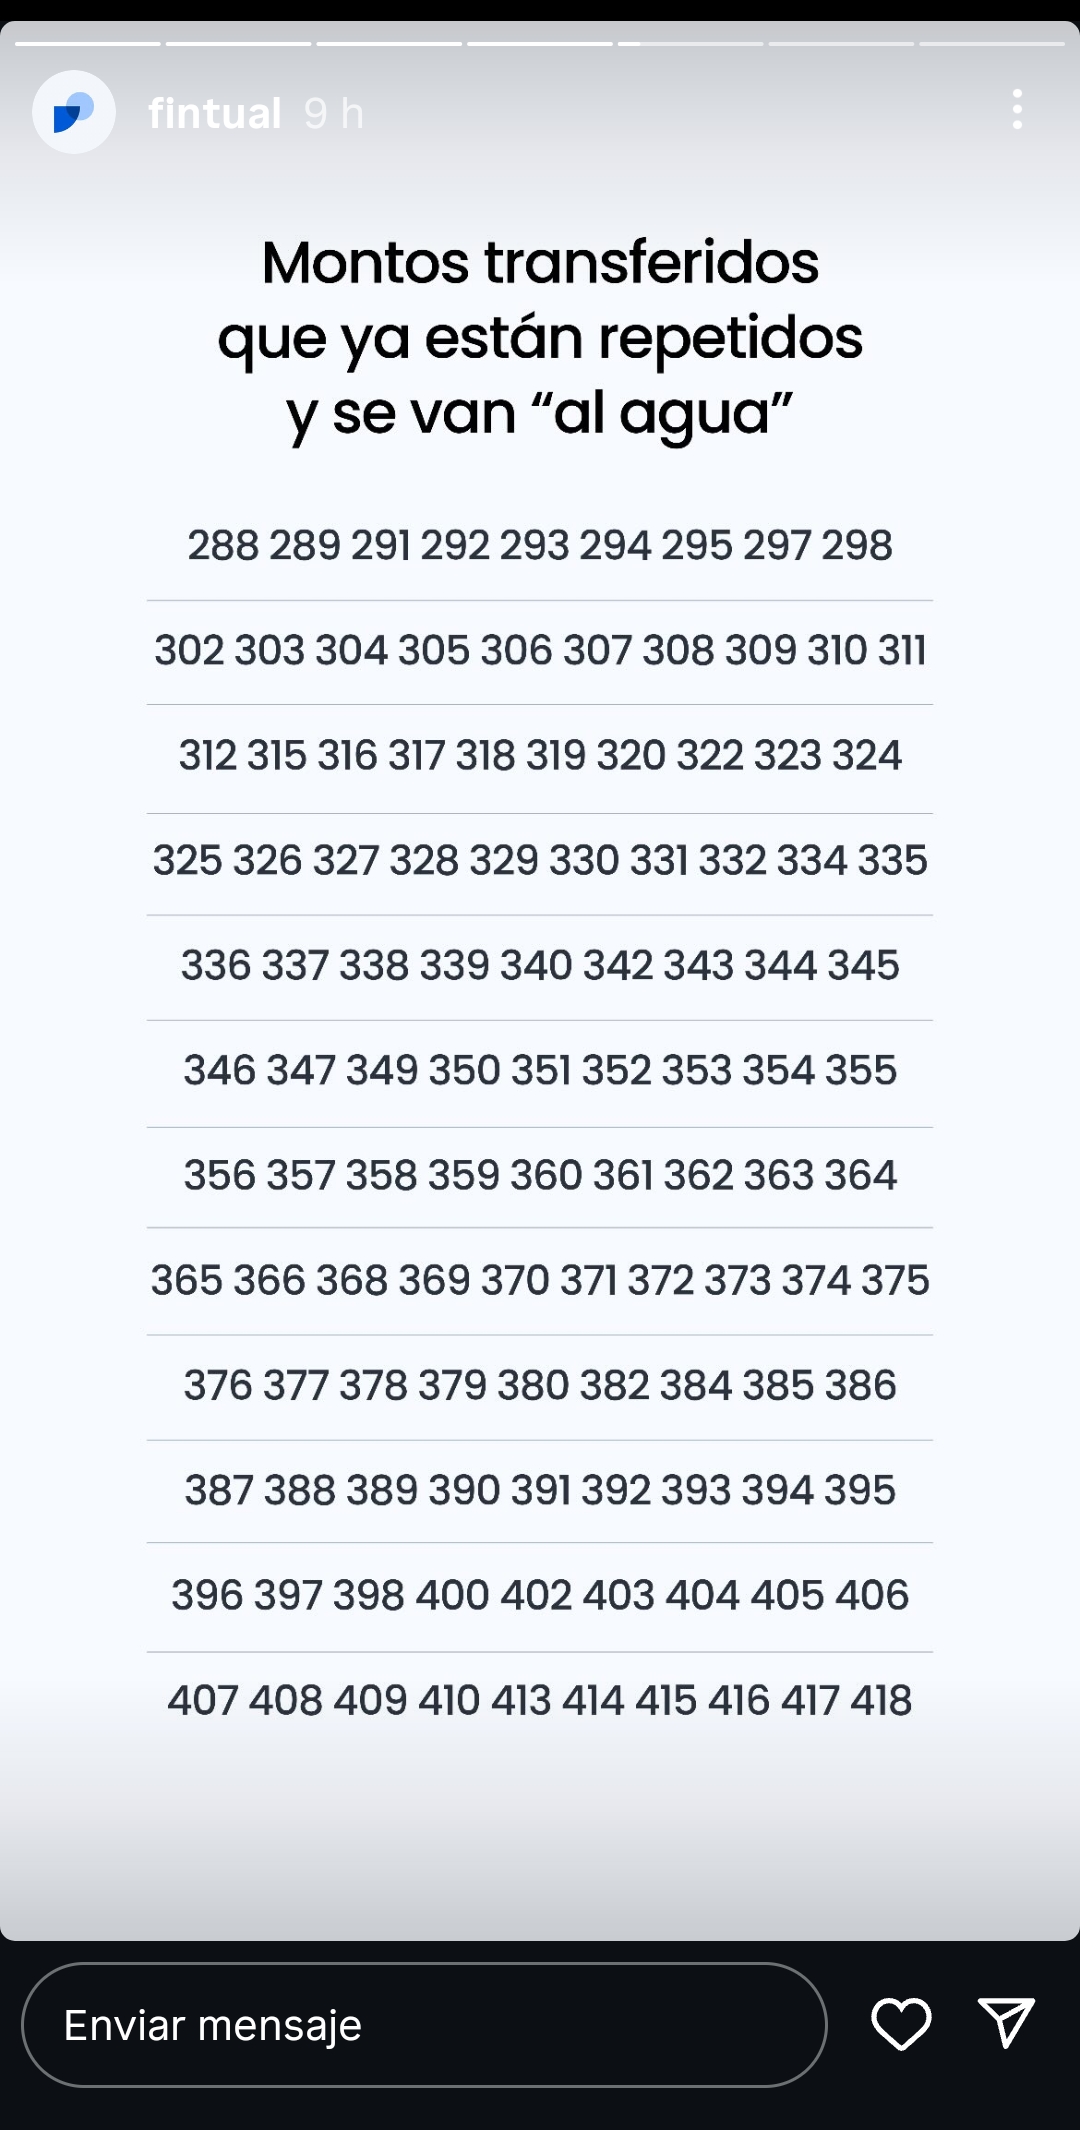 fintual 9 h
Montos transferidos
que ya están repetidos
y se van “al agua”
288 289 291 292 293 294 295 297 298
302 303 304 305 306 307 308 309 310 311
312 315 316 317 318 319 320 322 323 324
325 326 327 328 329 330 331 332 334 335
336 337 338 339 340 342 343 344 345
346 347 349 350 351 352 353 354 355
356 357 358 359 360 361 362 363 364
365 366 368 369 370 371 372 373 374 375
376 377 378 379 380 382 384 385 386
387 388 389 390 391 392 393 394 395
396 397 398 400 402 403 404 405 406
407 408 409 410 413 414 415 416 417 418
Enviar mensaje